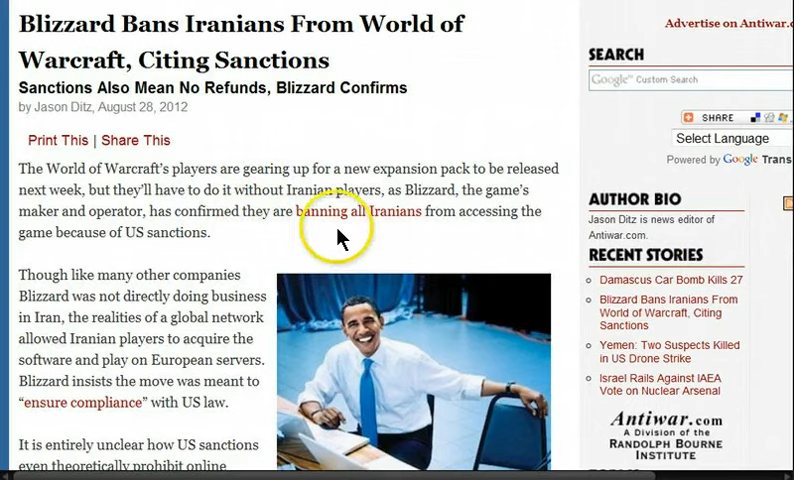 Blizzard Bans Iranians From World of
Warcraft, Citing Sanctions
Sanctions Also Mean No Refunds, Blizzard Confirms
by Jason Ditz, August 28, 2012
Print This | Share This
The World of Warcraft's players are gearing up for a new expansion pack to be released
next week, but they'll have to do it without Iranian players, as Blizzard, the game's
maker and operator, has confirmed they are banning all Iranians from accessing the
game because of US sanctions.
Though like many other companies
Blizzard was not directly doing business
in Iran, the realities of a global network
allowed Iranian players to acquire the
software and play on European servers.
Blizzard insists the move was meant to
“ensure compliance” with US law.
It is entirely unclear how US sanctions
even theoretically prohibit online
Advertise on Antiwar.c
SEARCH
Google™ Custom Search
SHARE
Select Language
Powered by Google Trans
AUTHOR BIO
Jason Ditz is news editor of
Antiwar.com.
RECENT STORIES
Damascus Car Bomb Kills 27
Blizzard Bans Iranians From
World of Warcraft, Citing
Sanctions
Yemen: Two Suspects Killed
in US Drone Strike
Israel Rails Against IAEA
Vote on Nuclear Arsenal
Antiwar.com
A Division of the
RANDOLPH BOURNE
INSTITUTE